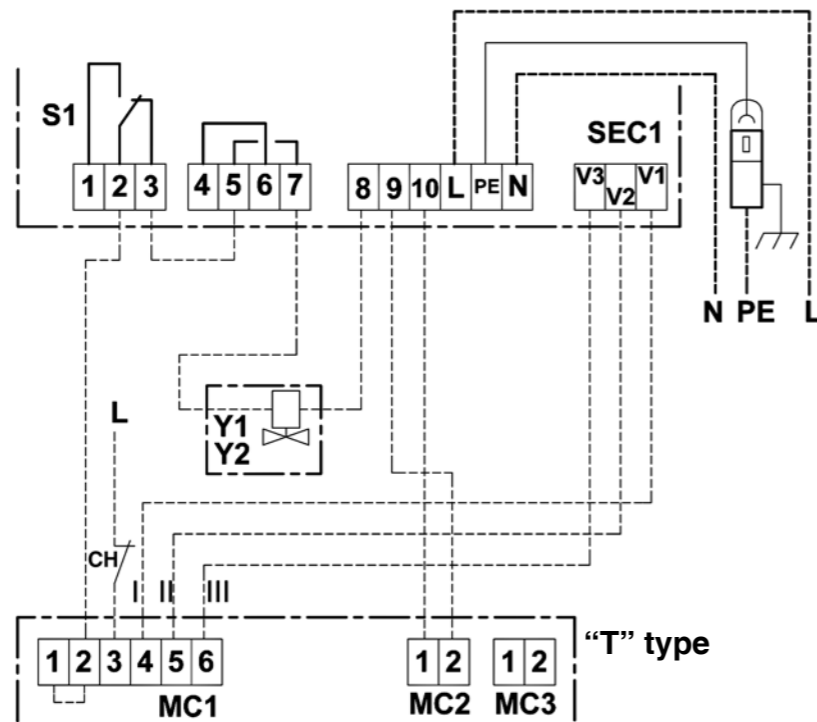 S1
SEC1
1 2 3
4 5 6 7
8 9 10 L PE N
V3 V2 V1
N PE L
L
Y1
Y2
CH
I II III
“T” type
1 2 3 4 5 6
1 2
1 2
MC1
MC2
MC3